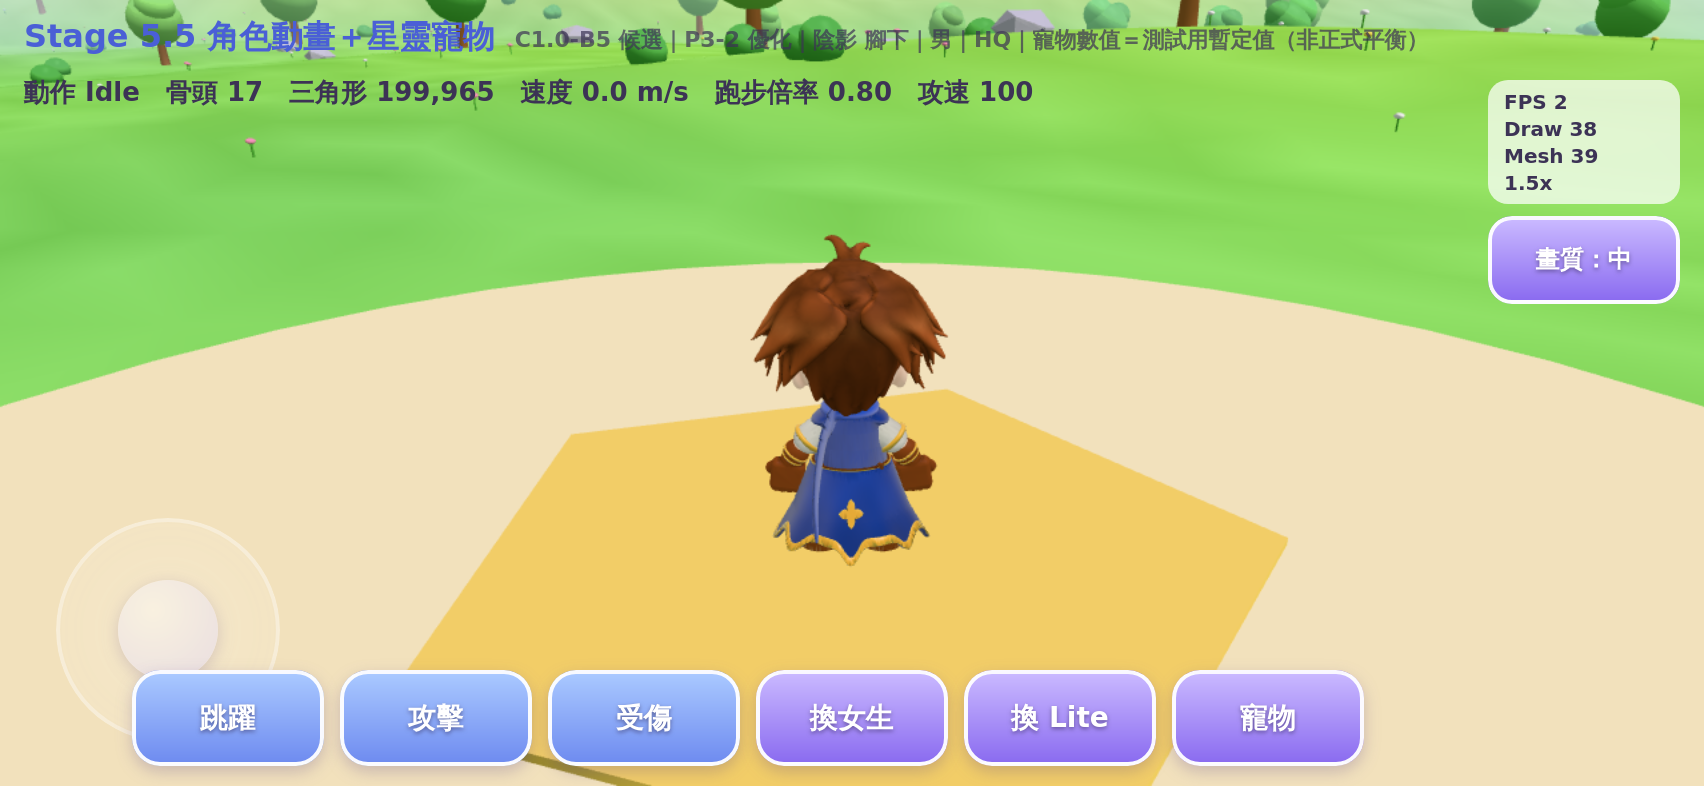 Stage 5.5 角色動畫＋星靈寵物 C1.0-B5 候選｜P3-2 優化｜陰影 腳下｜男｜HQ｜寵物數值＝測試用暫定值（非正式平衡）
動作 Idle 骨頭 17 三角形 199,965 速度 0.0 m/s 跑步倍率 0.80 攻速 100
FPS 2
Draw 38
Mesh 39
1.5x
畫質：中
跳躍
攻擊
受傷
換女生
換 Lite
寵物